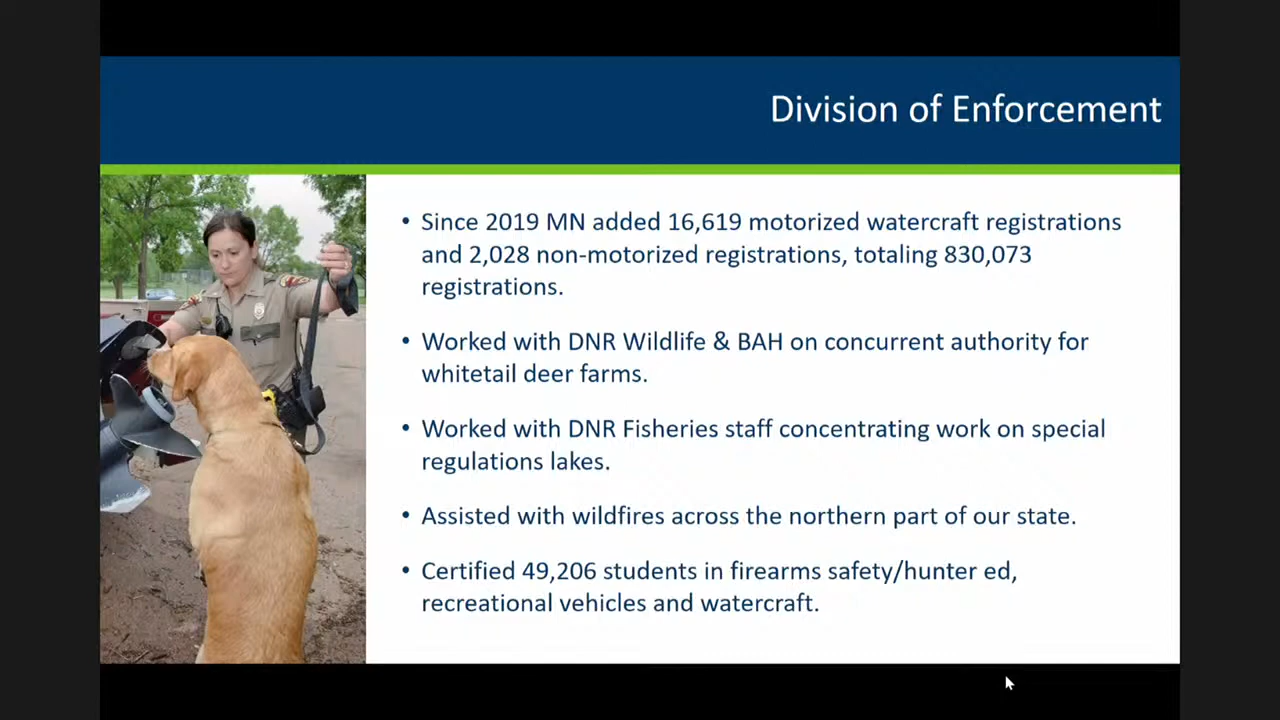 Division of Enforcement
• Since 2019 MN added 16,619 motorized watercraft registrations
and 2,028 non-motorized registrations, totaling 830,073
registrations.
• Worked with DNR Wildlife & BAH on concurrent authority for
whitetail deer farms.
• Worked with DNR Fisheries staff concentrating work on special
regulations lakes.
• Assisted with wildfires across the northern part of our state.
• Certified 49,206 students in firearms safety/hunter ed,
recreational vehicles and watercraft.